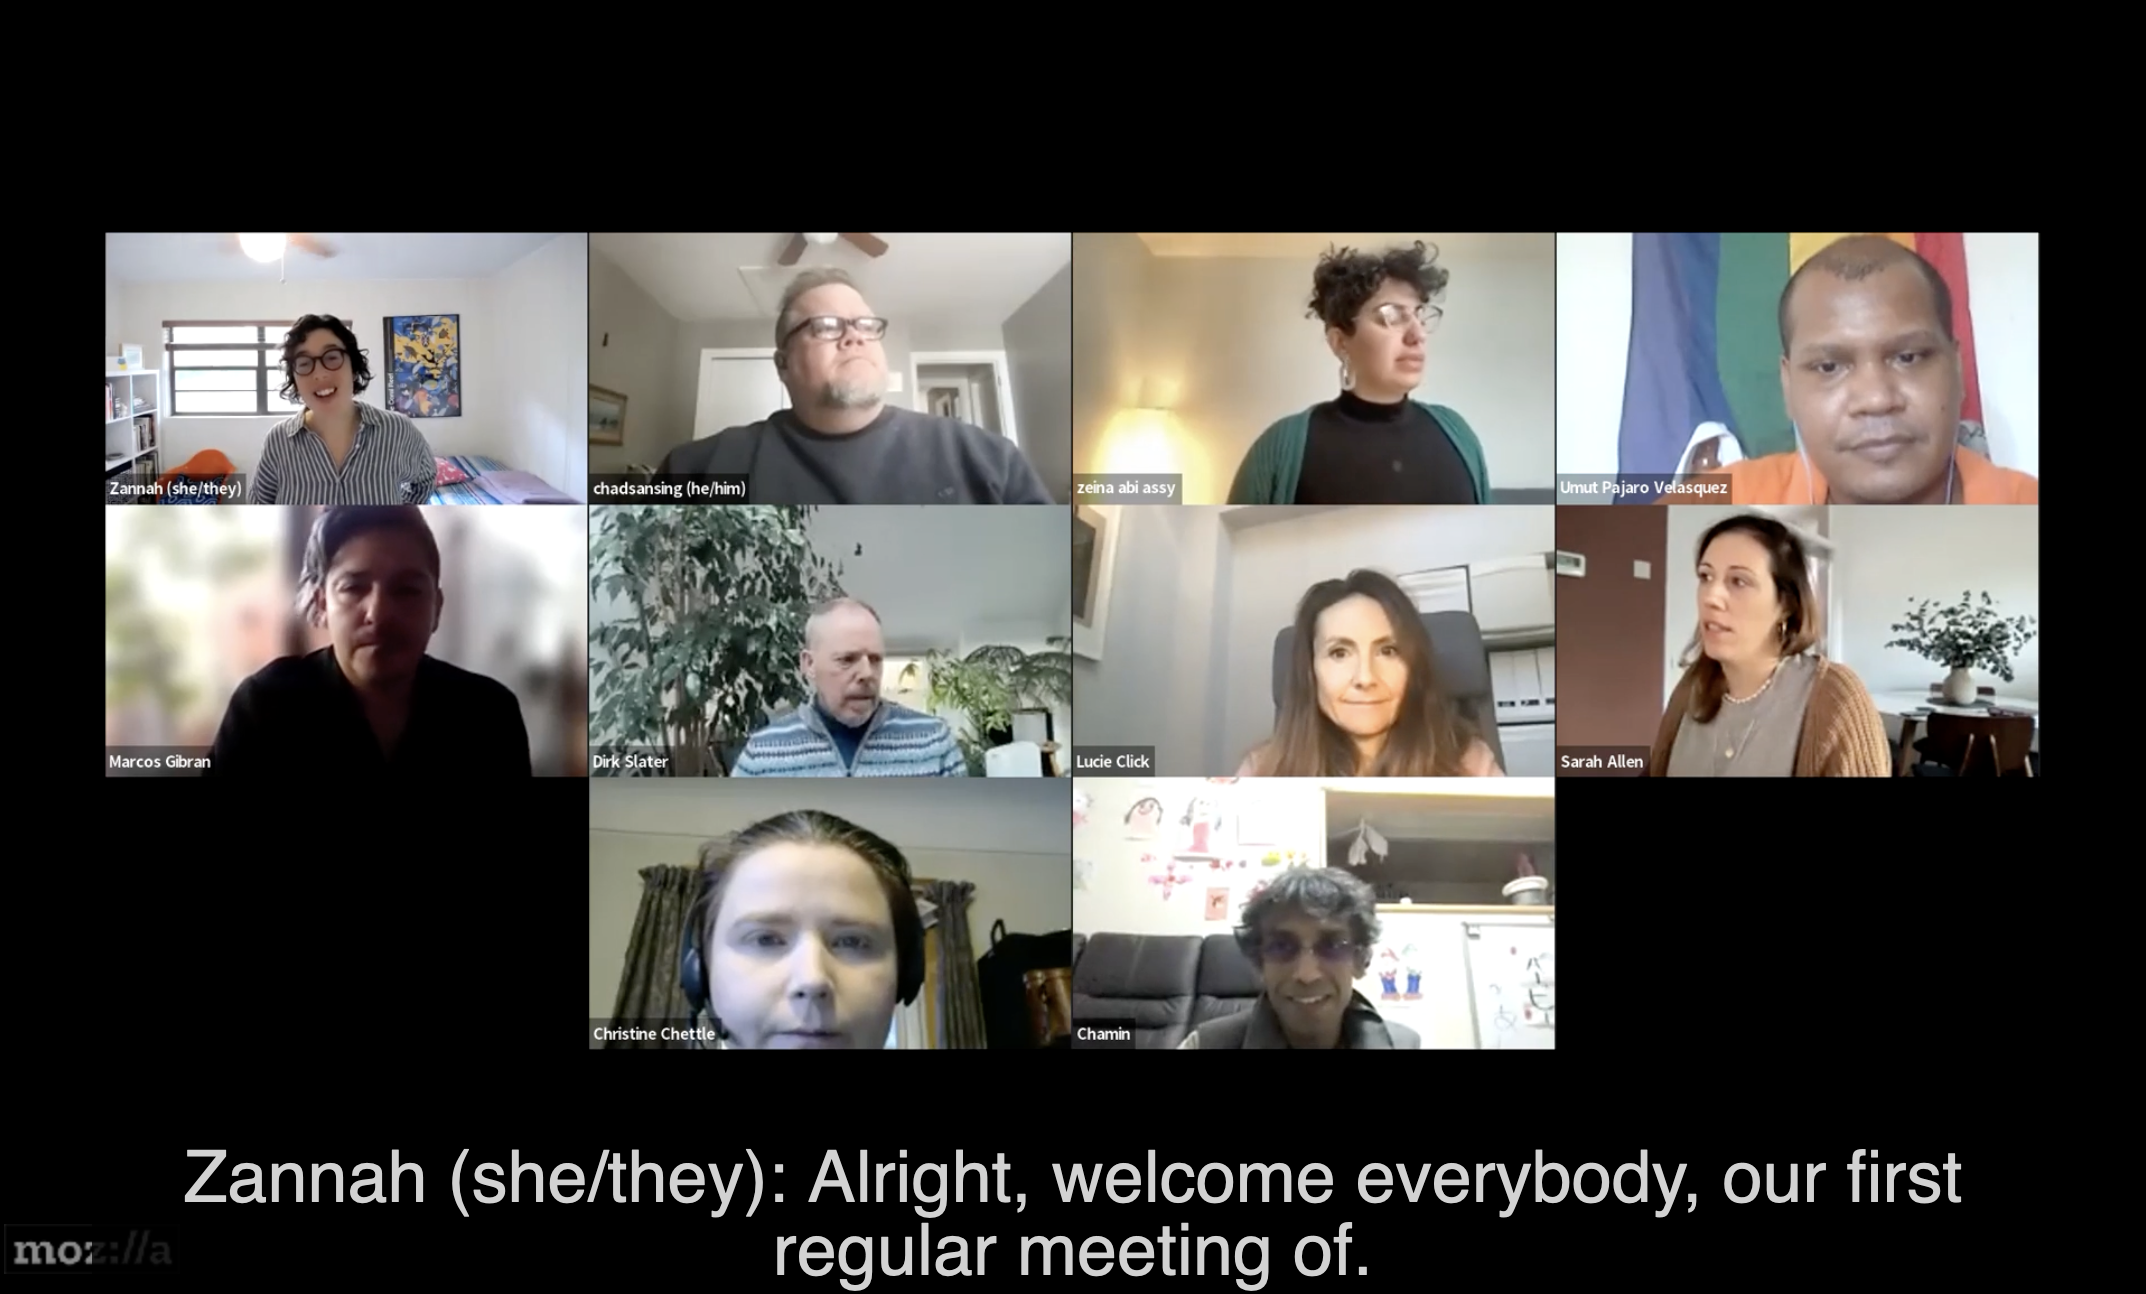 Zannah (she/they)
chadsansing (he/him)
zeina abi assy
Umut Pajaro Velasquez
Marcos Gibran
Dirk Slater
Lucie Click
Sarah Allen
Christine Chettle
Chamin
Zannah (she/they): Alright, welcome everybody, our first
regular meeting of.
moz://a